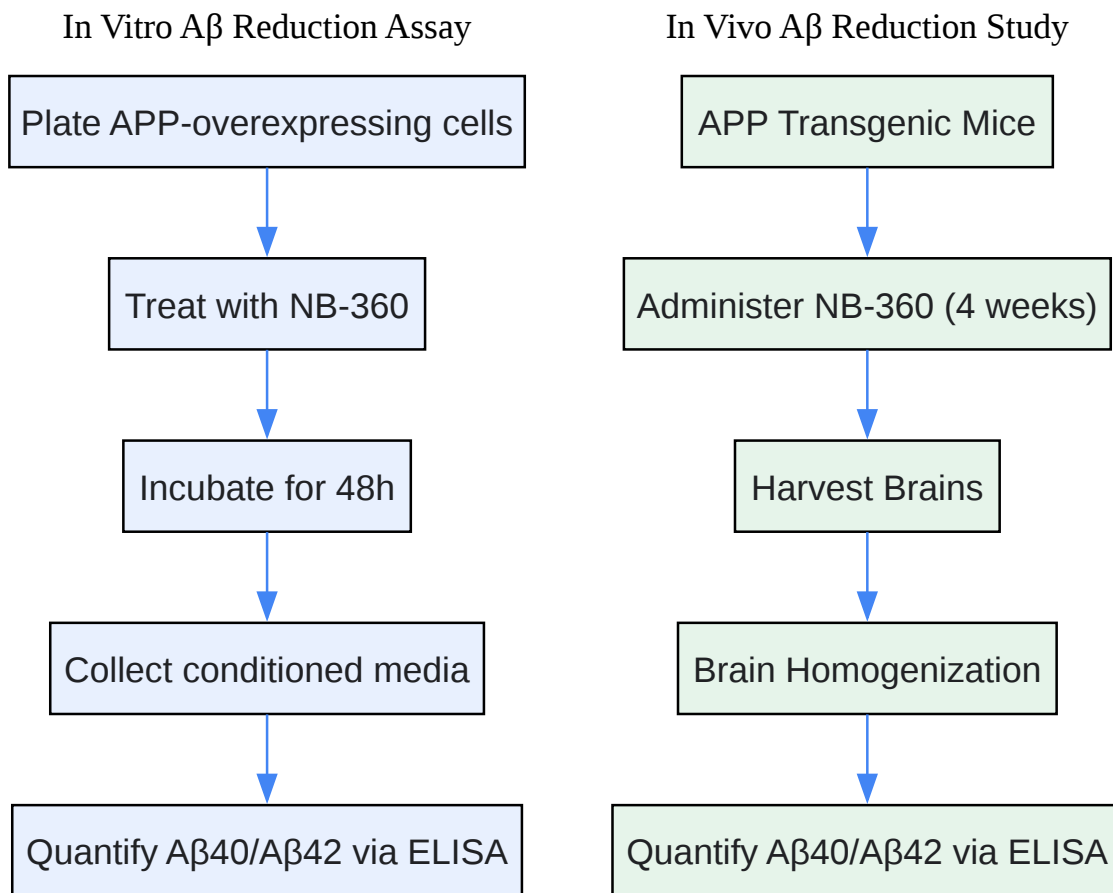 In Vitro Aβ Reduction Assay
Plate APP-overexpressing cells
Treat with NB-360
Incubate for 48h
Collect conditioned media
Quantify Aβ40/Aβ42 via ELISA
In Vivo Aβ Reduction Study
APP Transgenic Mice
Administer NB-360 (4 weeks)
Harvest Brains
Brain Homogenization
Quantify Aβ40/Aβ42 via ELISA